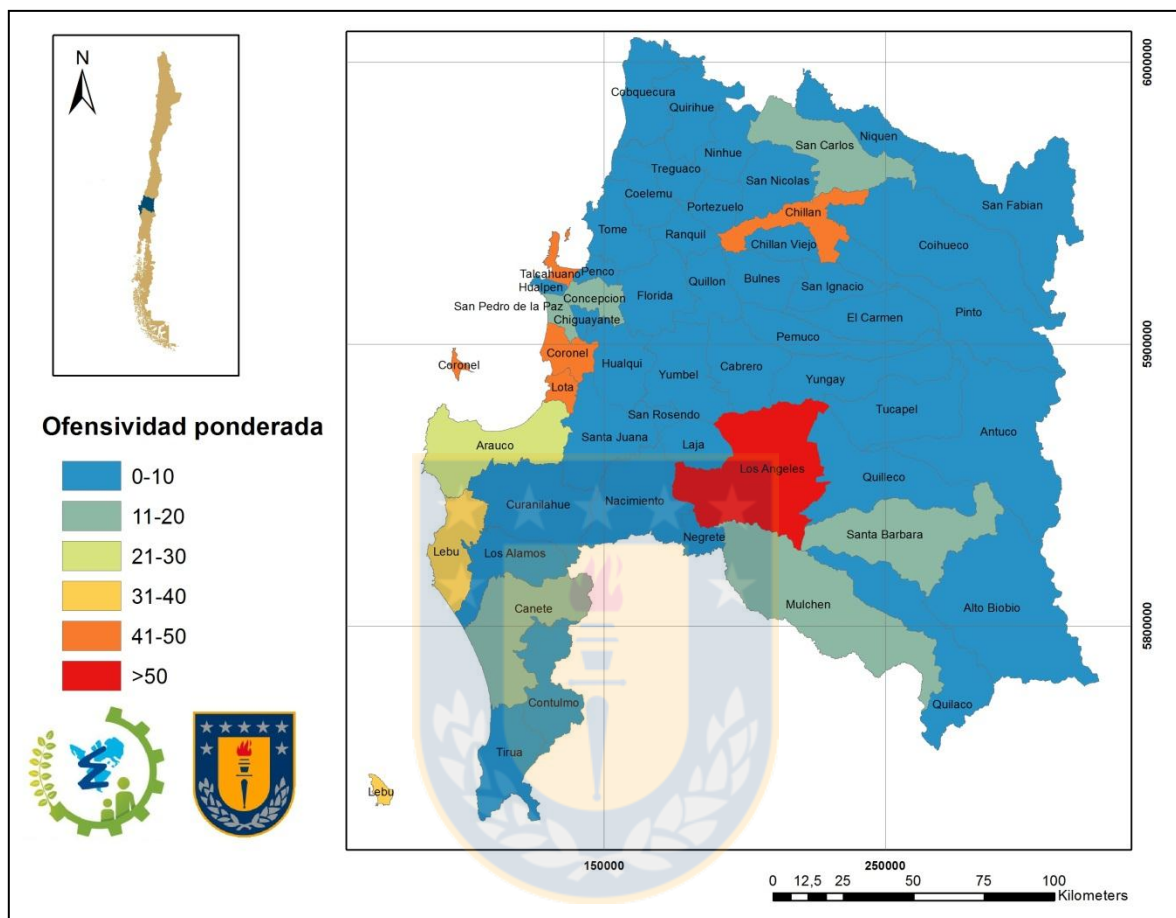 N
Ofensividad ponderada
0-10
11-20
21-30
31-40
41-50
>50
6000000
5900000
5800000
150000
250000
Cobquecura
Quirihue
Niquen
San Carlos
Ninhue
Treguaco
San Nicolas
Coelemu
San Fabian
Portezuelo
Chillan
Tome
Ranquil
Chillan Viejo
Coihueco
Talcahuano
Penco
Hualpen
Quillon
Bulnes
San Ignacio
Concepcion
Florida
San Pedro de la Paz
Chiguayante
El Carmen
Pinto
Pemuco
Coronel
Coronel
Hualqui
Cabrero
Yumbel
Yungay
Lota
Tucapel
San Rosendo
Antuco
Santa Juana
Laja
Arauco
Los Angeles
Quilleco
Curanilahue
Nacimiento
Santa Barbara
Negrete
Lebu
Los Alamos
Canete
Mulchen
Alto Biobio
Contulmo
Quilaco
Tirua
Lebu
0 12,5 25 50 75 100
Kilometers